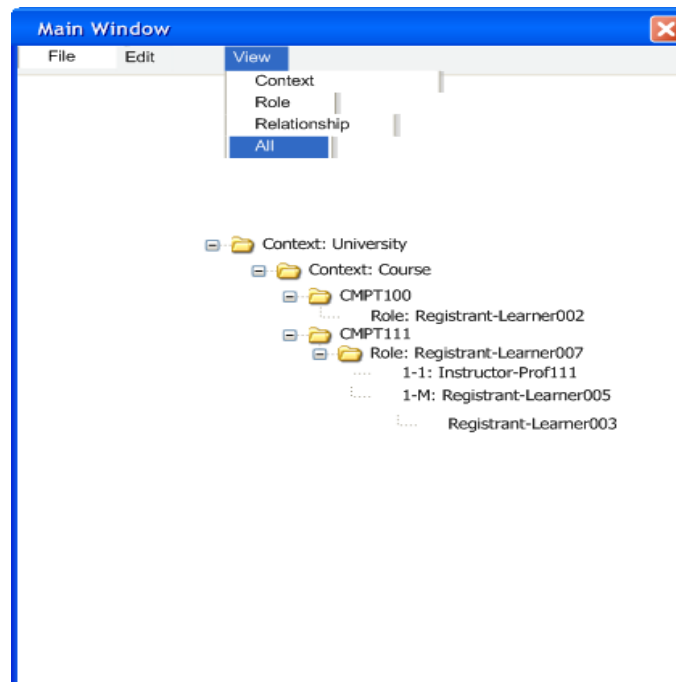 Main Window
File Edit View
Context
Role
Relationship
All
Context: University
Context: Course
CMPT100
Role: Registrant-Learner002
CMPT111
Role: Registrant-Learner007
1-1: Instructor-Prof111
1-M: Registrant-Learner005
Registrant-Learner003